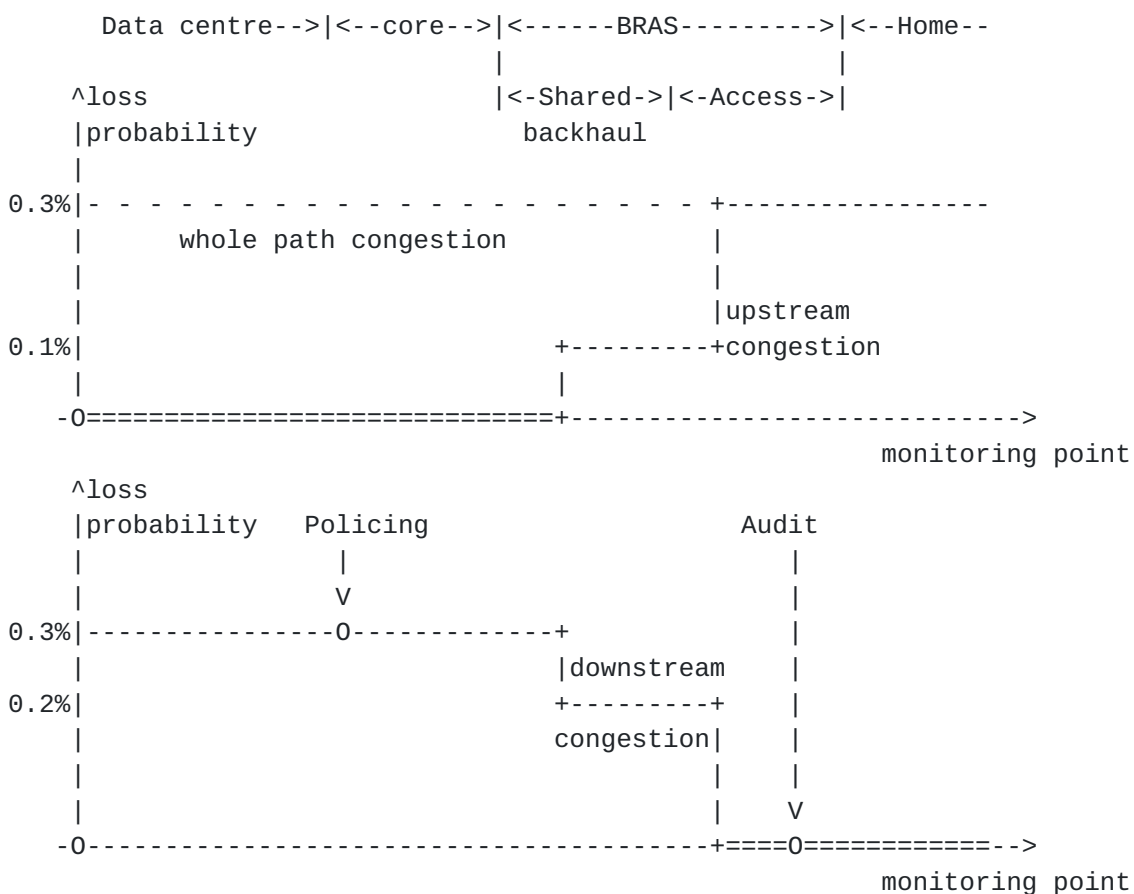 Data centre-->|<--core-->|<------BRAS--------->|<--Home--
|                     |
^loss                      |<-Shared->|<-Access->|
|probability                backhaul
|
0.3%|- - - - - - - - - - - - - - - - - - - - +-----------------
|      whole path congestion             |
|                                        |
|                                        |upstream
0.1%|                              +---------+congestion
|                              |
-O==============================+----------------------------->
monitoring point
^loss
|probability   Policing                    Audit
|                |                            |
|                V                            |
0.3%|----------------O-------------+              |
|                              |downstream    |
0.2%|                              +---------+    |
|                              congestion|    |
|                                        |    |
|                                        |    V
-O----------------------------------------+====O============-->
monitoring point